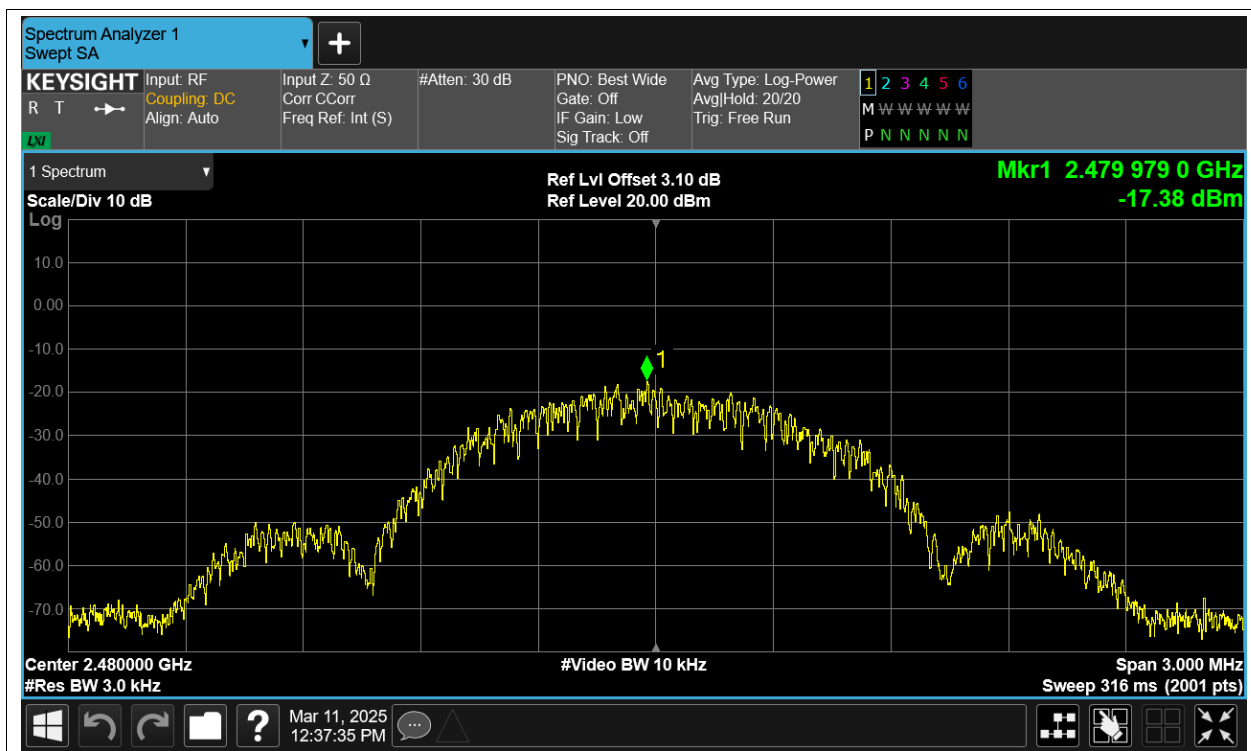 Spectrum Analyzer 1
Swept SA
KEYSIGHT
R T
LXI
Input: RF
Coupling: DC
Align: Auto
Input Z: 50 Ω
Corr CCorr
Freq Ref: Int (S)
#Atten: 30 dB
PNO: Best Wide
Gate: Off
IF Gain: Low
Sig Track: Off
Avg Type: Log-Power
Avg|Hold: 20/20
Trig: Free Run
1 2 3 4 5 6
M W W W W W
P N N N N N
1 Spectrum
Scale/Div 10 dB
Log
Ref Lvl Offset 3.10 dB
Ref Level 20.00 dBm
Mkr1 2.479 979 0 GHz
-17.38 dBm
10.0
0.00
-10.0
1
-20.0
-30.0
-40.0
-50.0
-60.0
-70.0
Center 2.480000 GHz
#Res BW 3.0 kHz
#Video BW 10 kHz
Span 3.000 MHz
Sweep 316 ms (2001 pts)
?
Mar 11, 2025
12:37:35 PM